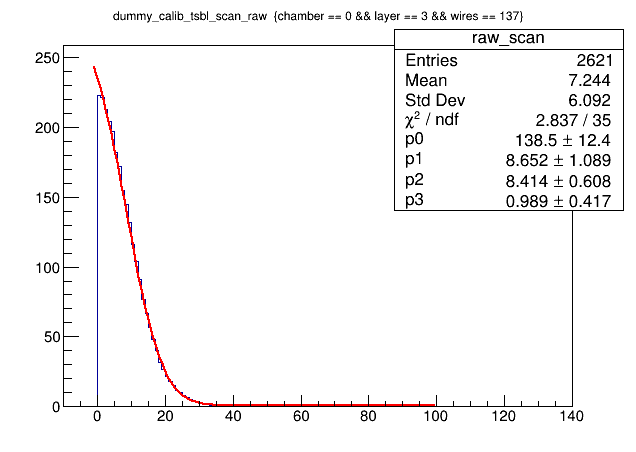 dummy_calib_tsbl_scan_raw {chamber == 0 && layer == 3 && wires == 137}
raw_scan
Entries 2621
Mean 7.244
Std Dev 6.092
χ² / ndf 2.837 / 35
p0 138.5 ± 12.4
p1 8.652 ± 1.089
p2 8.414 ± 0.608
p3 0.989 ± 0.417
250
200
150
100
50
0
0 20 40 60 80 100 120 140